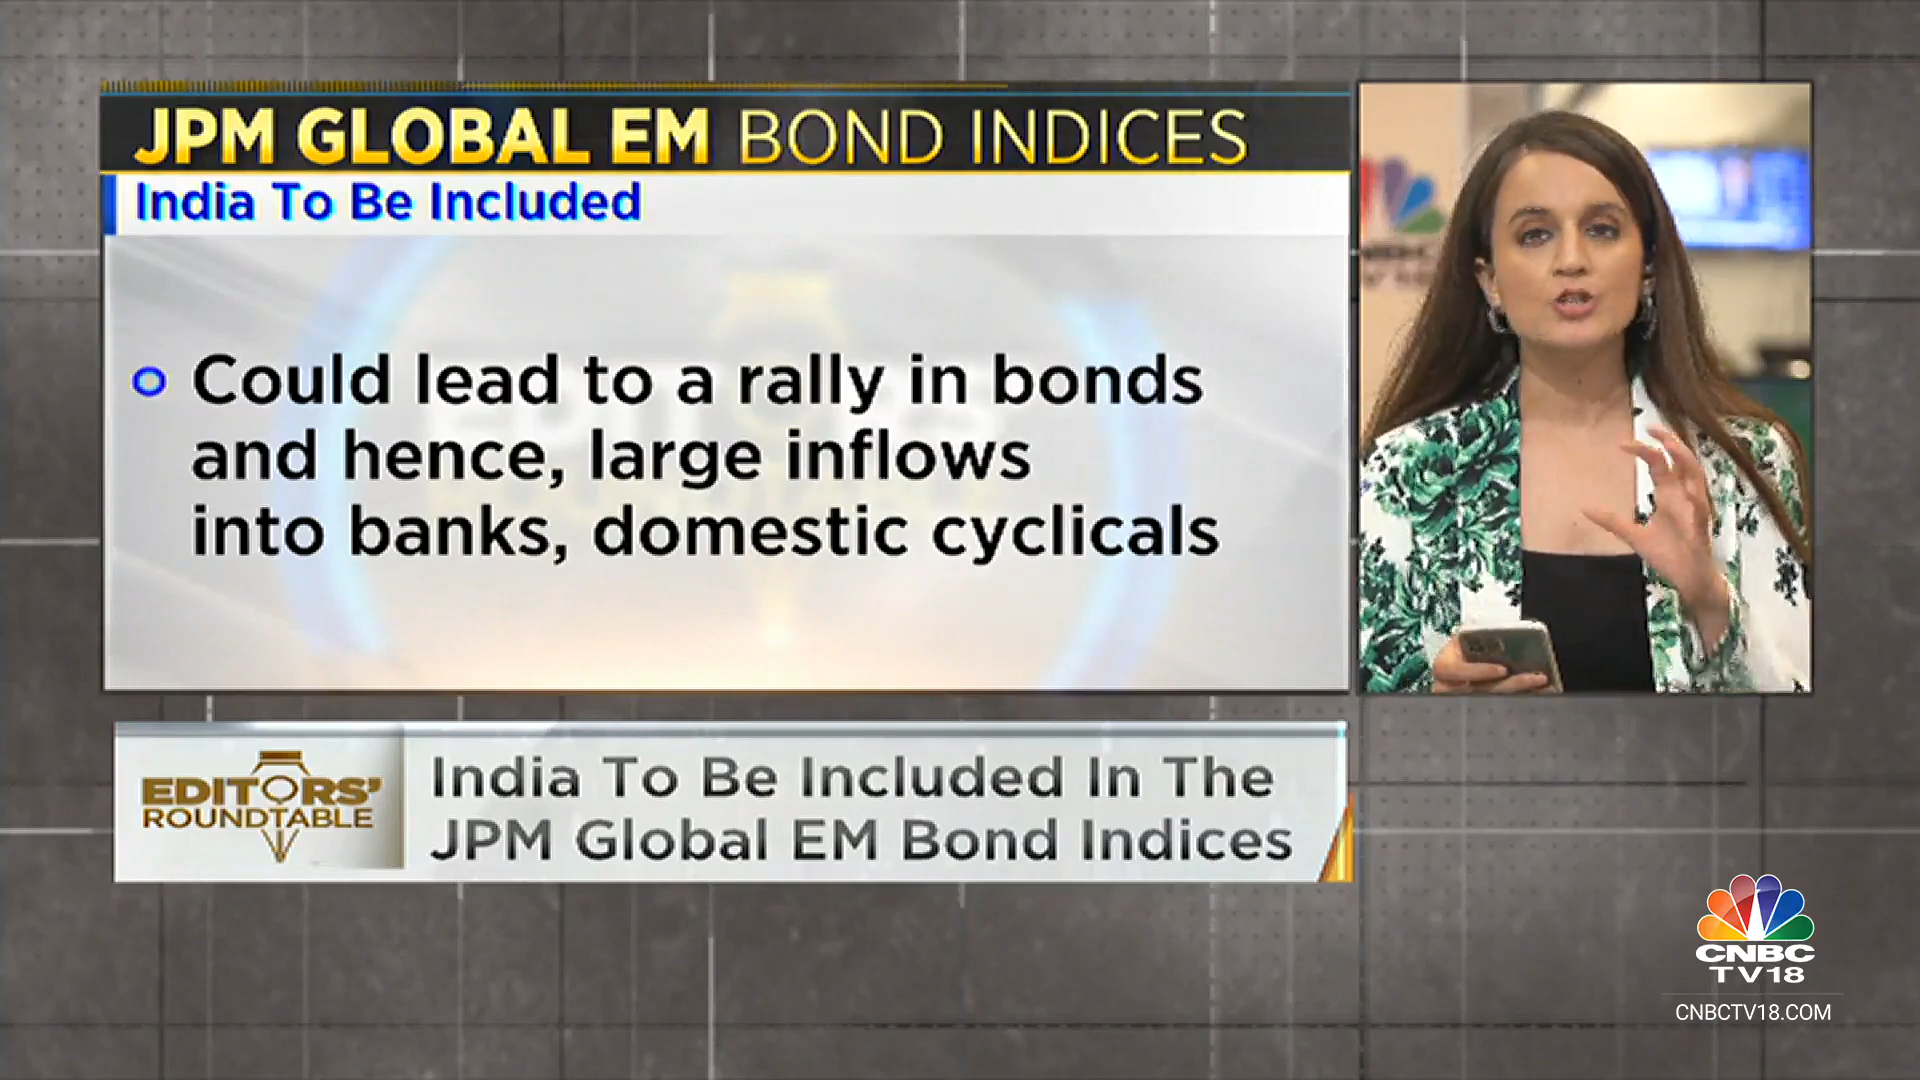 JPM GLOBAL EM BOND INDICES
India To Be Included
Could lead to a rally in bonds
and hence, large inflows
into banks, domestic cyclicals
EDITORS'
ROUNDTABLE
India To Be Included In The
JPM Global EM Bond Indices
CNBC
TV18
CNBCTV18.COM